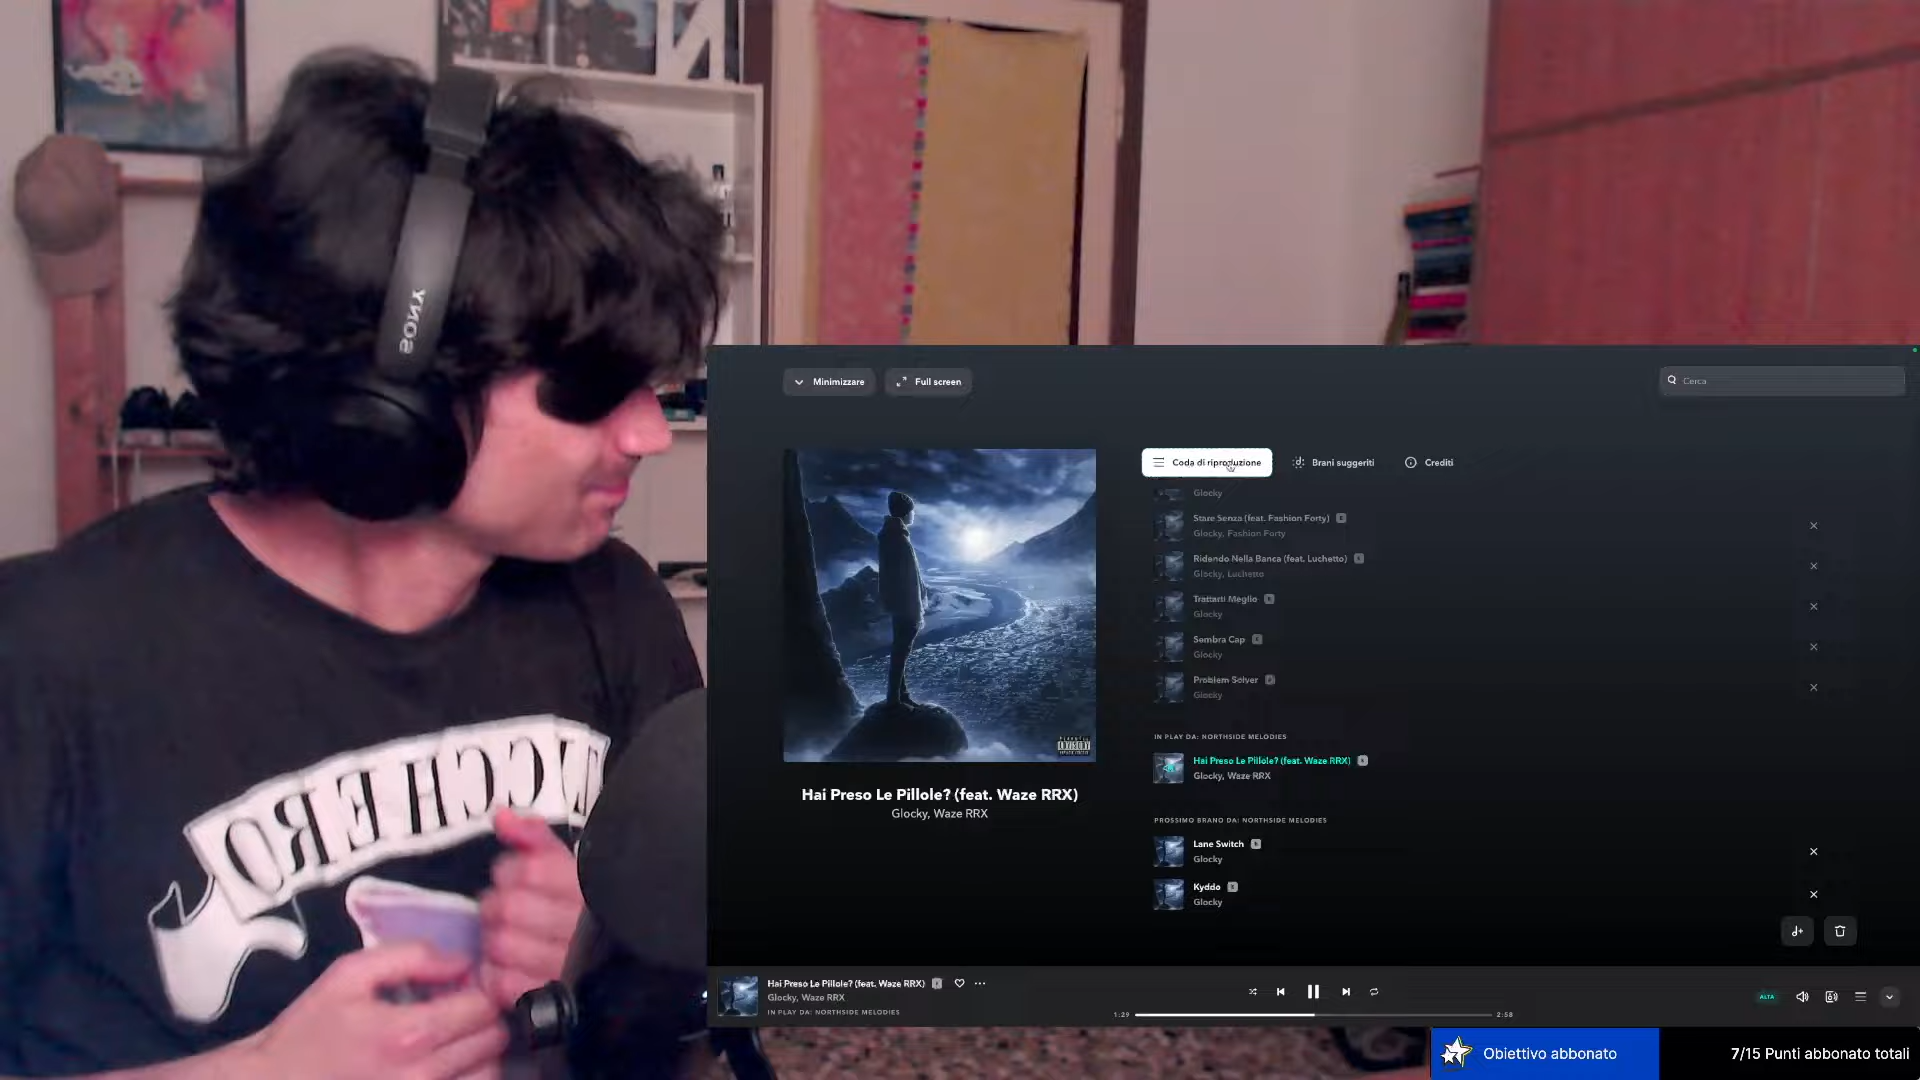 SONY
ZUCCHERO
Minimizzare
Full screen
Cerca
Coda di riproduzione
Brani suggeriti
Crediti
Glocky
Stare Senza (feat. Fashion Forty) E
Glocky, Fashion Forty
Ridendo Nella Banca (feat. Luchetto) E
Glocky, Luchetto
Trattarti Meglio E
Glocky
Sembra Cap E
Glocky
Problem Solver E
Glocky
IN PLAY DA: NORTHSIDE MELODIES
Hai Preso Le Pillole? (feat. Waze RRX) E
Glocky, Waze RRX
PROSSIMO BRANO DA: NORTHSIDE MELODIES
Lane Switch E
Glocky
Kyddo E
Glocky
ADVISORY
Hai Preso Le Pillole? (feat. Waze RRX)
Glocky, Waze RRX
Hai Preso Le Pillole? (feat. Waze RRX) E
Glocky, Waze RRX
IN PLAY DA: NORTHSIDE MELODIES
1:29
2:58
ALTA
Obiettivo abbonato
7/15 Punti abbonato totali